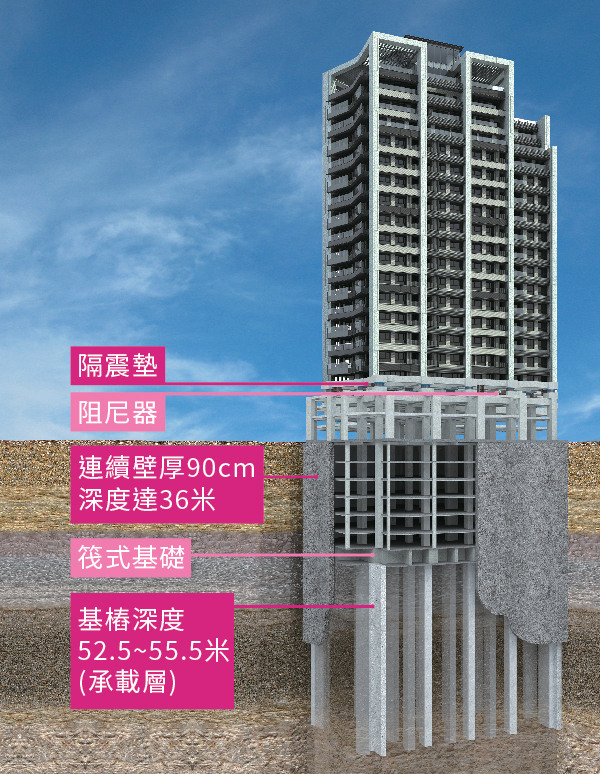 隔震墊
阻尼器
連續壁厚90cm
深度達36米
筏式基礎
基樁深度
52.5~55.5米
(承載層)